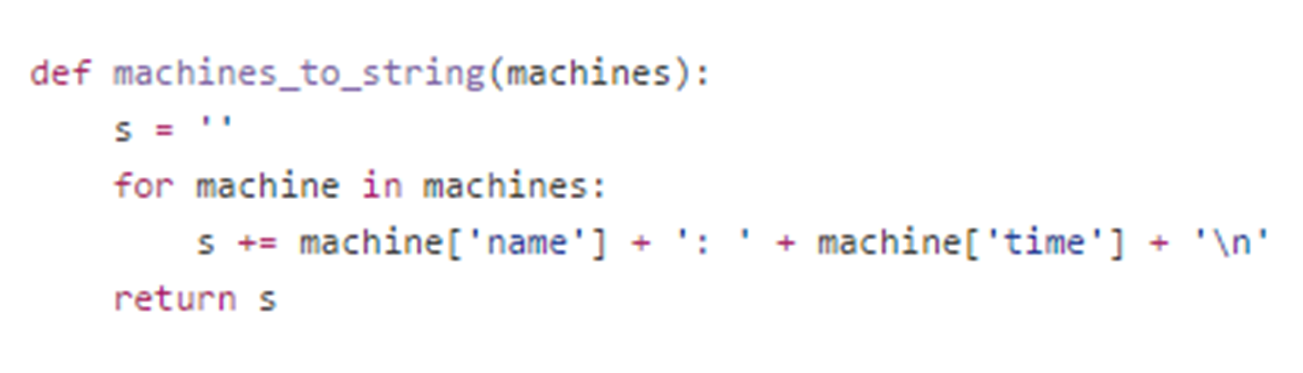 def machines_to_string(machines):
    s = ''
    for machine in machines:
        s += machine['name'] + ': ' + machine['time'] + '\n'
    return s